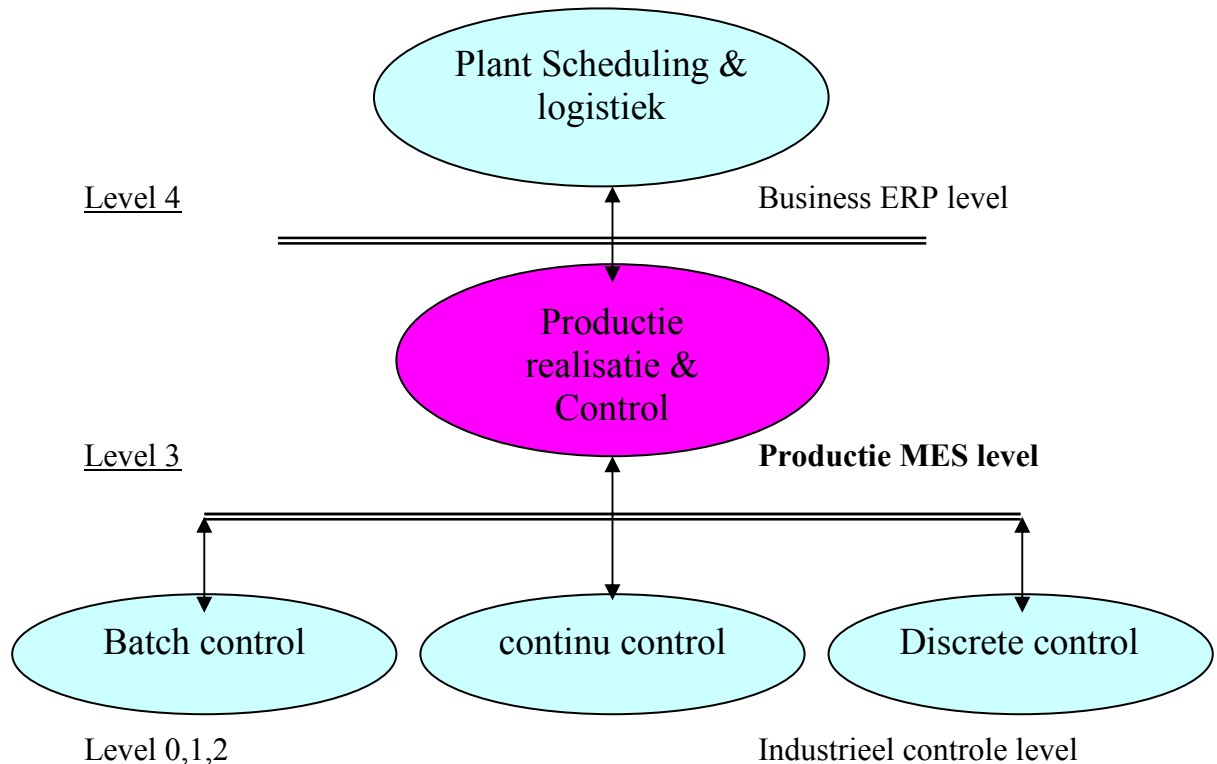 Plant Scheduling &
logistiek
Level 4
Business ERP level
Productie
realisatie &
Control
Level 3
Productie MES level
Batch control
continu control
Discrete control
Level 0,1,2
Industrieel controle level